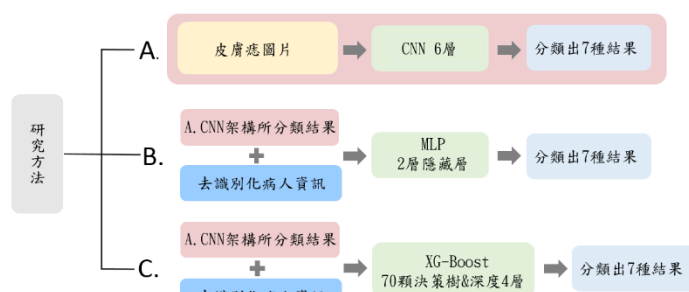 研究方法
A.
皮膚痣圖片
CNN 6層
分類出7種結果
B.
A.CNN架構所分類結果
+
去識別化病人資訊
MLP
2層隱藏層
分類出7種結果
C.
A.CNN架構所分類結果
+
XG-Boost
70顆決策樹&深度4層
分類出7種結果